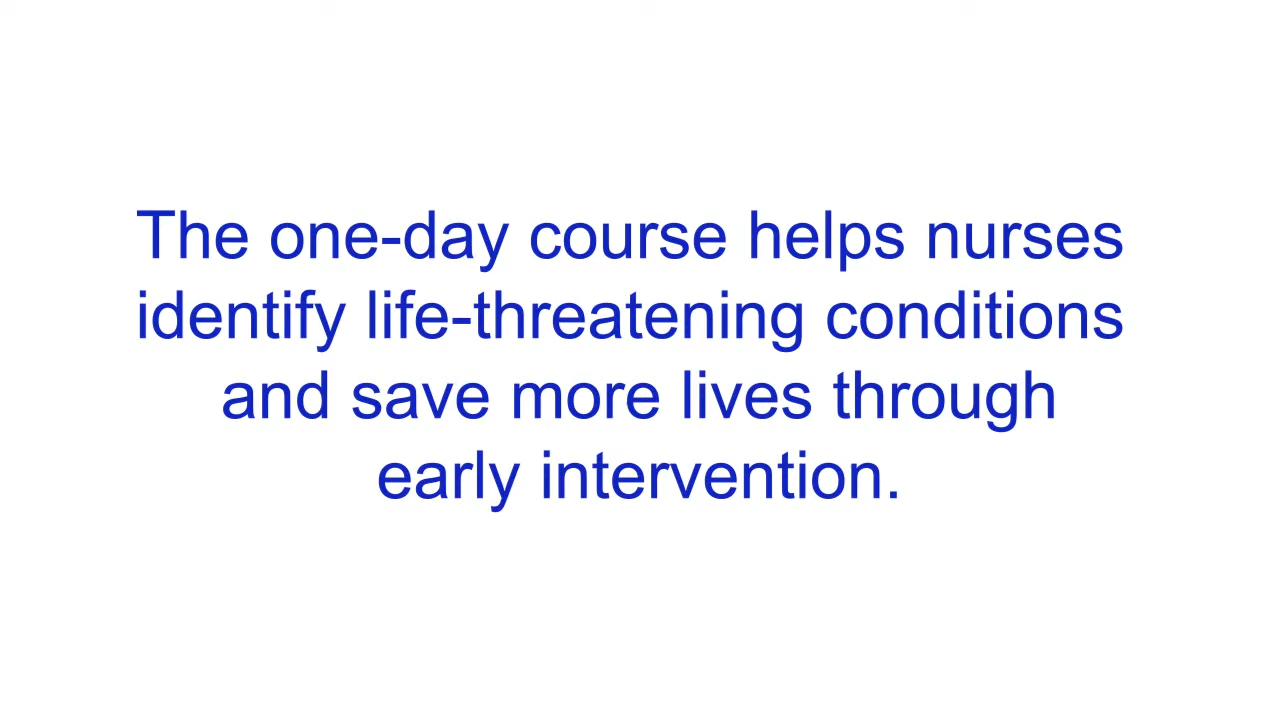 The one-day course helps nurses
identify life-threatening conditions
and save more lives through
early intervention.